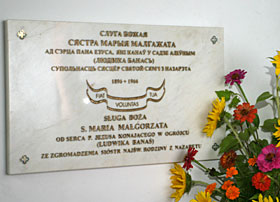 СЛУГА БОЖАЯ
СЯСТРА МАРЫЯ МАЛГАЖАТА
АД СЭРЦА ПАНА ЕЗУСА, ЯКІ КАНАЎ У САДЗЕ АЛІЎНЫМ
(ЛЮДВІКА БАНАСЬ)
СУПОЛЬНАСЦЬ СЯСЦЁР СВЯТОЙ СЯМ'І З НАЗАРЭТА
1896 - 1966
FIAT TUA
VOLUNTAS
SŁUGA BOŻA
S. MARIA MAŁGORZATA
OD SERCA P. JEZUSA KONAJĄCEGO W OGRÓJCU
(LUDWIKA BANAŚ)
ZE ZGROMADZENIA SIÓSTR NAJŚW. RODZINY Z NAZARETU